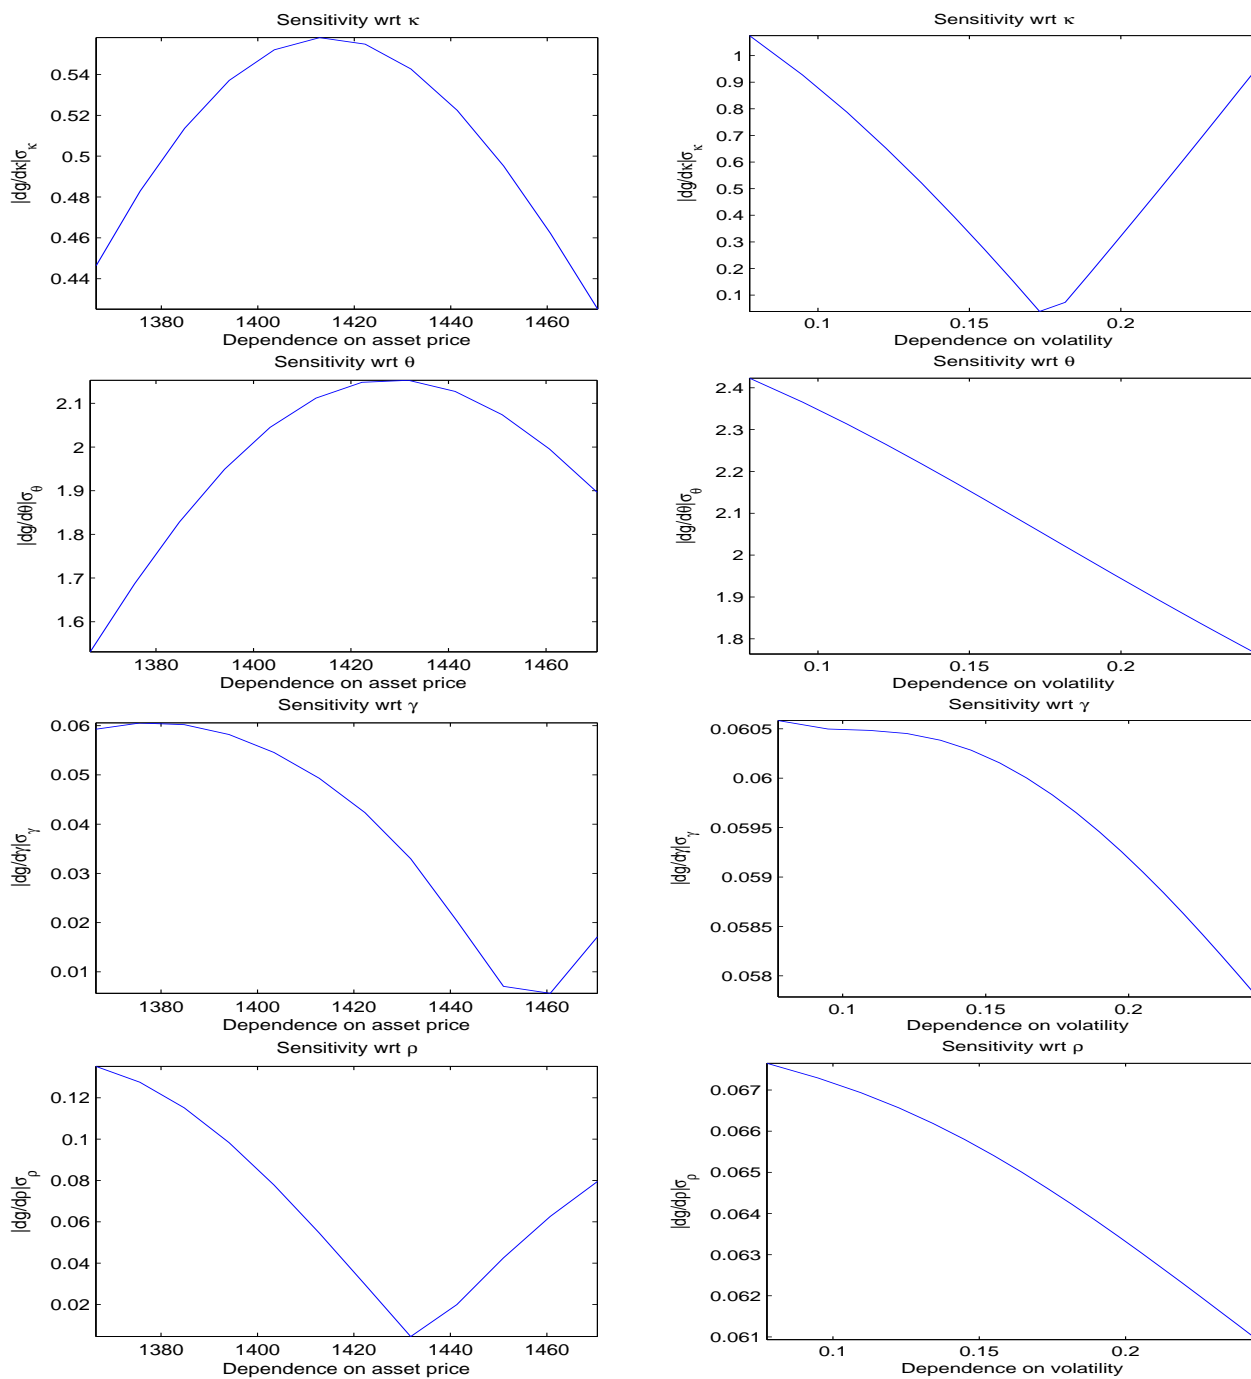 Sensitivity wrt κ
0.54
0.52
0.5
0.48
0.46
0.44
|dg/dκ|σ_κ
1380 1400 1420 1440 1460
Dependence on asset price
Sensitivity wrt κ
1
0.9
0.8
0.7
0.6
0.5
0.4
0.3
0.2
0.1
|dg/dκ|σ_κ
0.1 0.15 0.2
Dependence on volatility
Sensitivity wrt θ
2.1
2
1.9
1.8
1.7
1.6
|dg/dθ|σ_θ
1380 1400 1420 1440 1460
Dependence on asset price
Sensitivity wrt θ
2.4
2.3
2.2
2.1
2
1.9
1.8
|dg/dθ|σ_θ
0.1 0.15 0.2
Dependence on volatility
Sensitivity wrt γ
0.06
0.05
0.04
0.03
0.02
0.01
|dg/dγ|σ_γ
1380 1400 1420 1440 1460
Dependence on asset price
Sensitivity wrt γ
0.0605
0.06
0.0595
0.059
0.0585
0.058
|dg/dγ|σ_γ
0.1 0.15 0.2
Dependence on volatility
Sensitivity wrt ρ
0.12
0.1
0.08
0.06
0.04
0.02
|dg/dρ|σ_ρ
1380 1400 1420 1440 1460
Dependence on asset price
Sensitivity wrt ρ
0.067
0.066
0.065
0.064
0.063
0.062
0.061
|dg/dρ|σ_ρ
0.1 0.15 0.2
Dependence on volatility